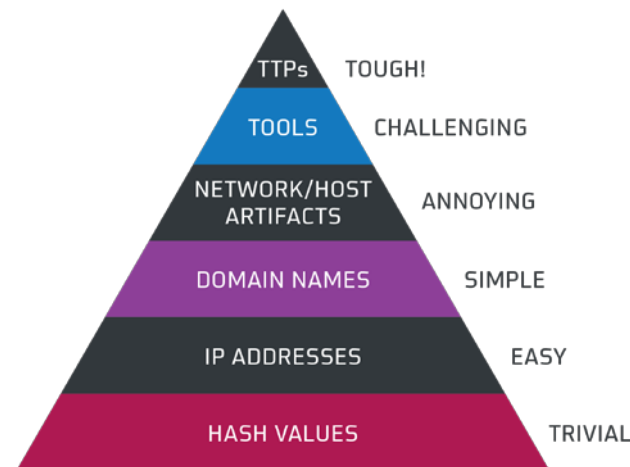 TTPs TOUGH!
TOOLS CHALLENGING
NETWORK/HOST
ARTIFACTS
ANNOYING
DOMAIN NAMES SIMPLE
IP ADDRESSES EASY
HASH VALUES TRIVIAL